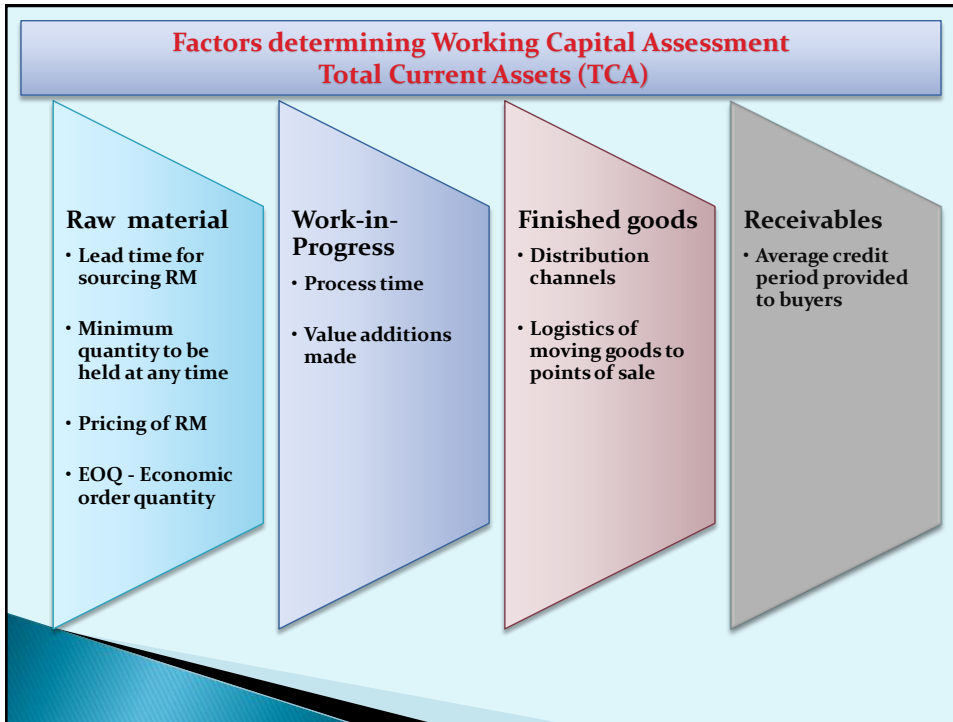 Factors determining Working Capital Assessment
Total Current Assets (TCA)
Raw material
• Lead time for
sourcing RM
• Minimum
quantity to be
held at any time
• Pricing of RM
• EOQ - Economic
order quantity
Work-in-
Progress
• Process time
• Value additions
made
Finished goods
• Distribution
channels
• Logistics of
moving goods to
points of sale
Receivables
• Average credit
period provided
to buyers